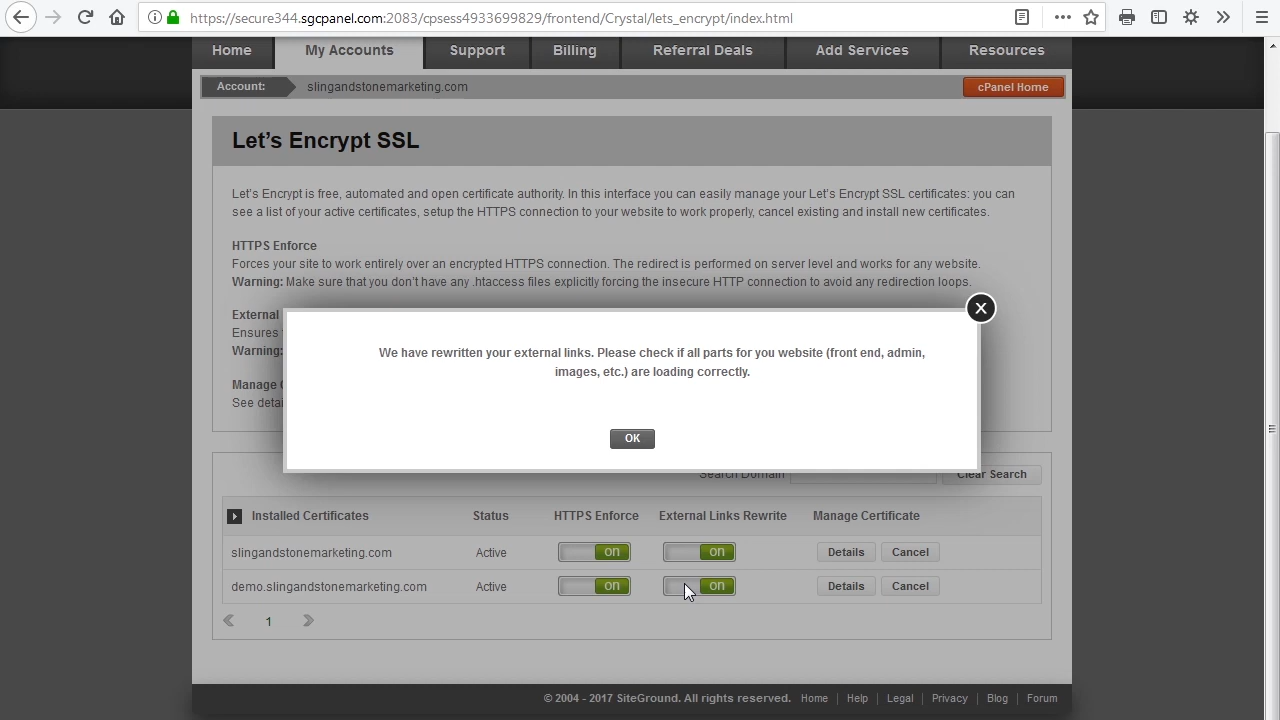 https://secure344.sgcpanel.com:2083/cpsess4933699829/frontend/Crystal/lets_encrypt/index.html
Home My Accounts Support Billing Referral Deals Add Services Resources
Account: slingandstonemarketing.com cPanel Home
Let's Encrypt SSL
Let's Encrypt is free, automated and open certificate authority. In this interface you can easily manage your Let's Encrypt SSL certificates: you can
see a list of your active certificates, setup the HTTPS connection to your website to work properly, cancel existing and install new certificates.
HTTPS Enforce
Forces your site to work entirely over an encrypted HTTPS connection. The redirect is performed on server level and works for any website.
Warning: Make sure that you don't have any .htaccess files explicitly forcing the insecure HTTP connection to avoid any redirection loops.
External
Ensures
Warning:
Manage
See
X
We have rewritten your external links. Please check if all parts for you website (front end, admin,
images, etc.) are loading correctly.
OK
Search Domain Clear Search
Installed Certificates Status HTTPS Enforce External Links Rewrite Manage Certificate
slingandstonemarketing.com Active on on Details Cancel
demo.slingandstonemarketing.com Active on on Details Cancel
1
© 2004 - 2017 SiteGround. All rights reserved. Home | Help | Legal | Privacy | Blog | Forum